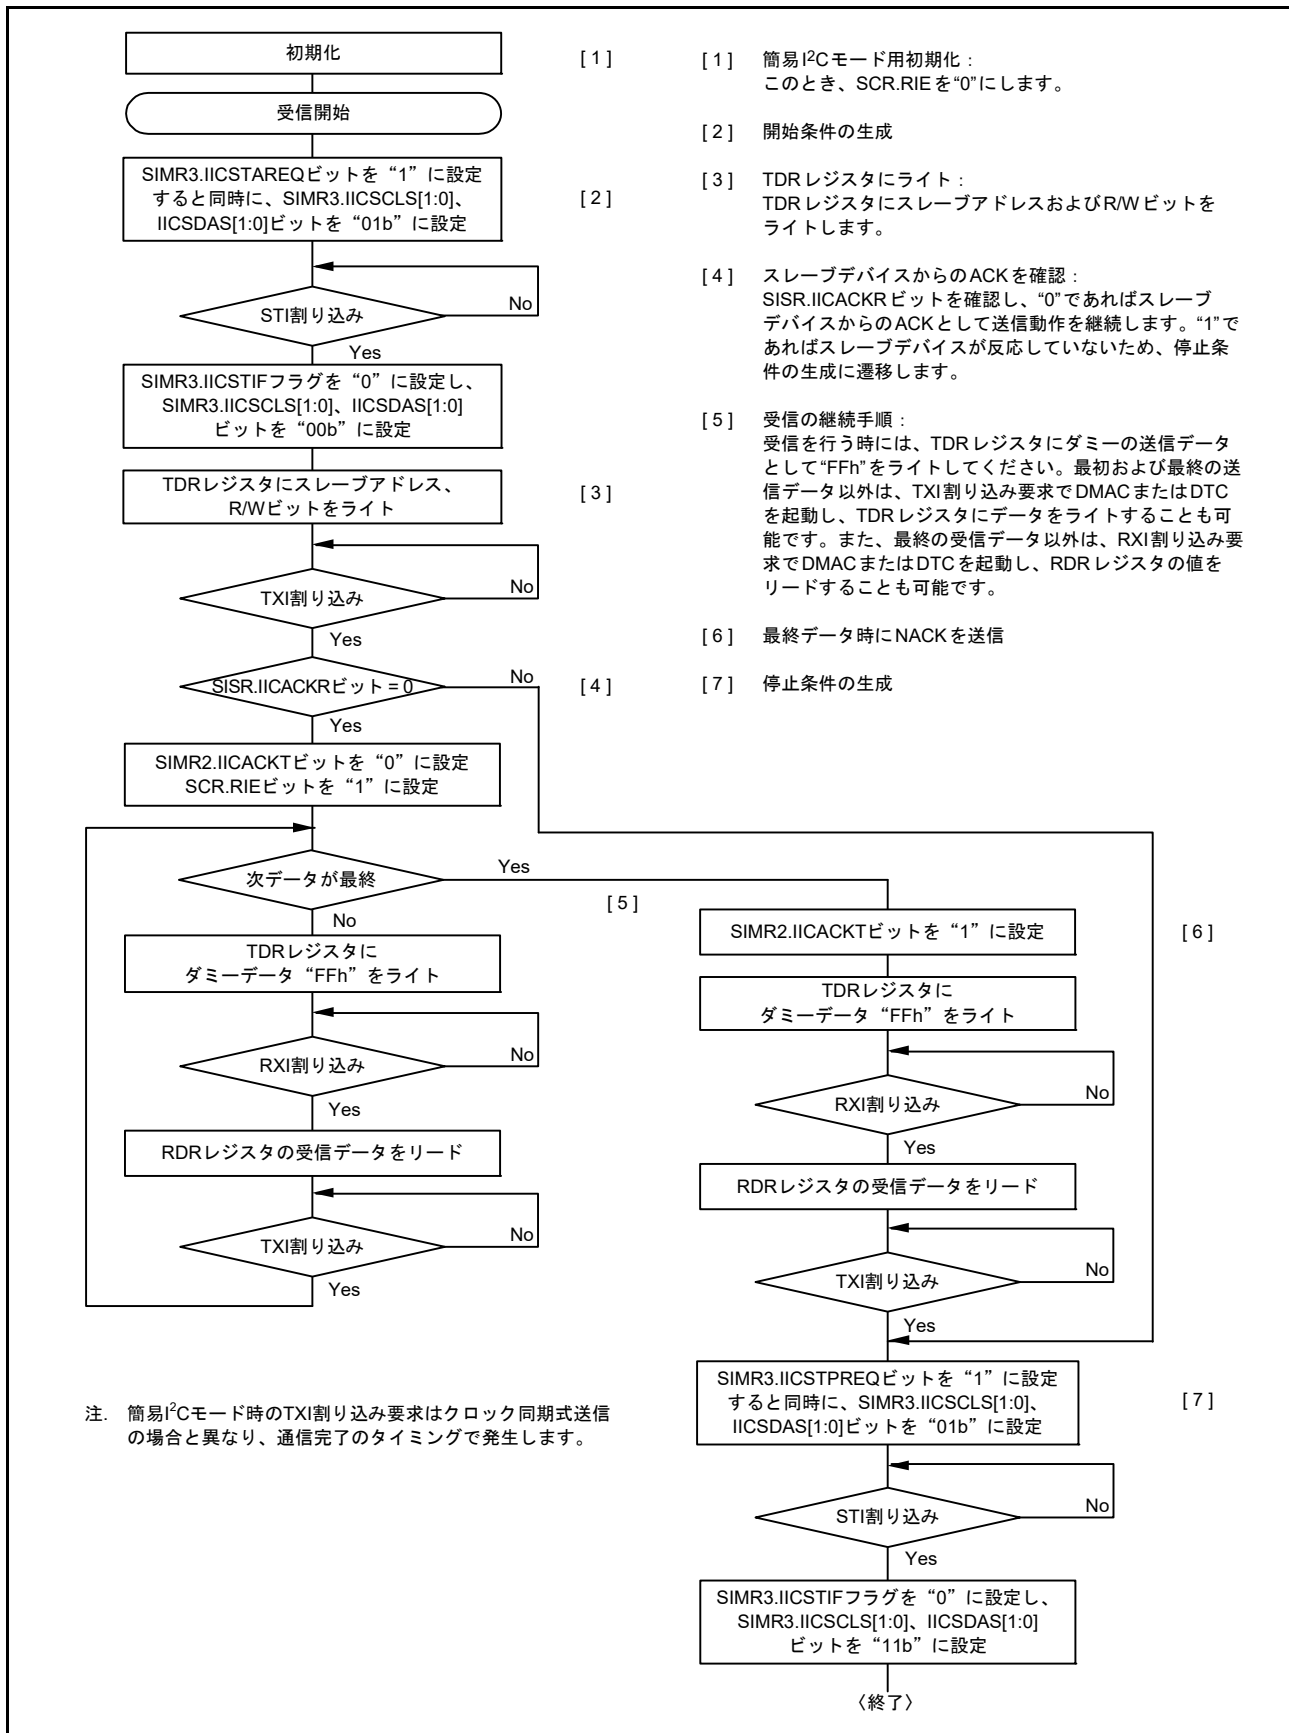 初期化
[ 1 ]
受信開始
SIMR3.IICSTAREQビットを“1”に設定
すると同時に、SIMR3.IICSCLS[1:0]、
IICSDAS[1:0]ビットを“01b”に設定
[ 2 ]
STI割り込み
No
Yes
SIMR3.IICSTIFフラグを“0”に設定し、
SIMR3.IICSCLS[1:0]、IICSDAS[1:0]
ビットを“00b”に設定
TDRレジスタにスレーブアドレス、
R/Wビットをライト
[ 3 ]
TXI割り込み
No
Yes
SISR.IICACKRビット = 0
No
[ 4 ]
Yes
SIMR2.IICACKTビットを“0”に設定
SCR.RIEビットを“1”に設定
次データが最終
Yes
[ 5 ]
No
TDRレジスタに
ダミーデータ“FFh”をライト
RXI割り込み
No
Yes
RDRレジスタの受信データをリード
TXI割り込み
No
Yes
注. 簡易I²Cモード時のTXI割り込み要求はクロック同期式送信
の場合と異なり、通信完了のタイミングで発生します。
[ 1 ] 簡易I²Cモード用初期化：
このとき、SCR.RIEを“0”にします。
[ 2 ] 開始条件の生成
[ 3 ] TDRレジスタにライト：
TDRレジスタにスレーブアドレスおよびR/Wビットを
ライトします。
[ 4 ] スレーブデバイスからのACKを確認：
SISR.IICACKRビットを確認し、“0”であればスレーブ
デバイスからのACKとして送信動作を継続します。“1”で
あればスレーブデバイスが反応していないため、停止条
件の生成に遷移します。
[ 5 ] 受信の継続手順：
受信を行う時には、TDRレジスタにダミーの送信データ
として“FFh”をライトしてください。最初および最終の送
信データ以外は、TXI割り込み要求でDMACまたはDTC
を起動し、TDRレジスタにデータをライトすることも可
能です。また、最終の受信データ以外は、RXI割り込み要
求でDMACまたはDTCを起動し、RDRレジスタの値を
リードすることも可能です。
[ 6 ] 最終データ時にNACKを送信
[ 7 ] 停止条件の生成
SIMR2.IICACKTビットを“1”に設定
[ 6 ]
TDRレジスタに
ダミーデータ“FFh”をライト
RXI割り込み
No
Yes
RDRレジスタの受信データをリード
TXI割り込み
No
Yes
SIMR3.IICSTPREQビットを“1”に設定
すると同時に、SIMR3.IICSCLS[1:0]、
IICSDAS[1:0]ビットを“01b”に設定
[ 7 ]
STI割り込み
No
Yes
SIMR3.IICSTIFフラグを“0”に設定し、
SIMR3.IICSCLS[1:0]、IICSDAS[1:0]
ビットを“11b”に設定
〈終了〉